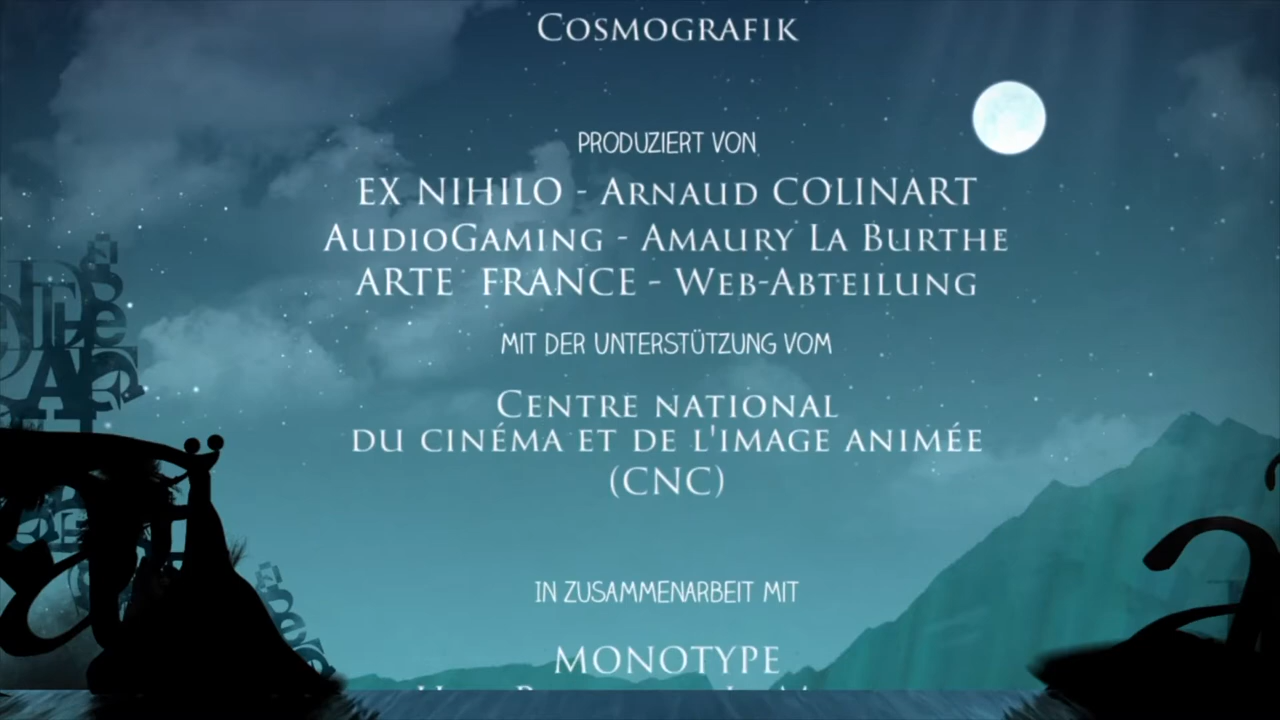 Cosmografik
PRODUZIERT VON
EX NIHILO - Arnaud COLINART
AudioGaming - Amaury La Burthe
ARTE FRANCE - Web-Abteilung
MIT DER UNTERSTÜTZUNG VOM
Centre national
du cinéma et de l'image animée
(CNC)
IN ZUSAMMENARBEIT MIT
MONOTYPE